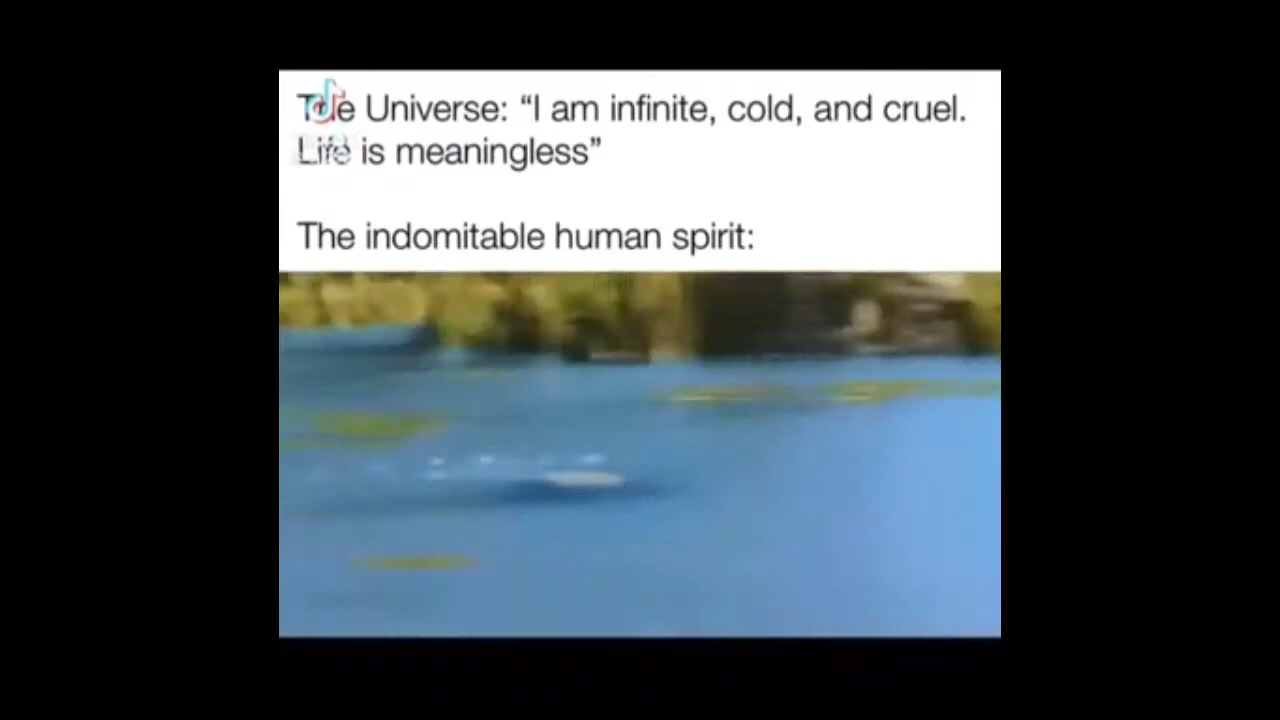 The Universe: “I am infinite, cold, and cruel.
Life is meaningless”
The indomitable human spirit: